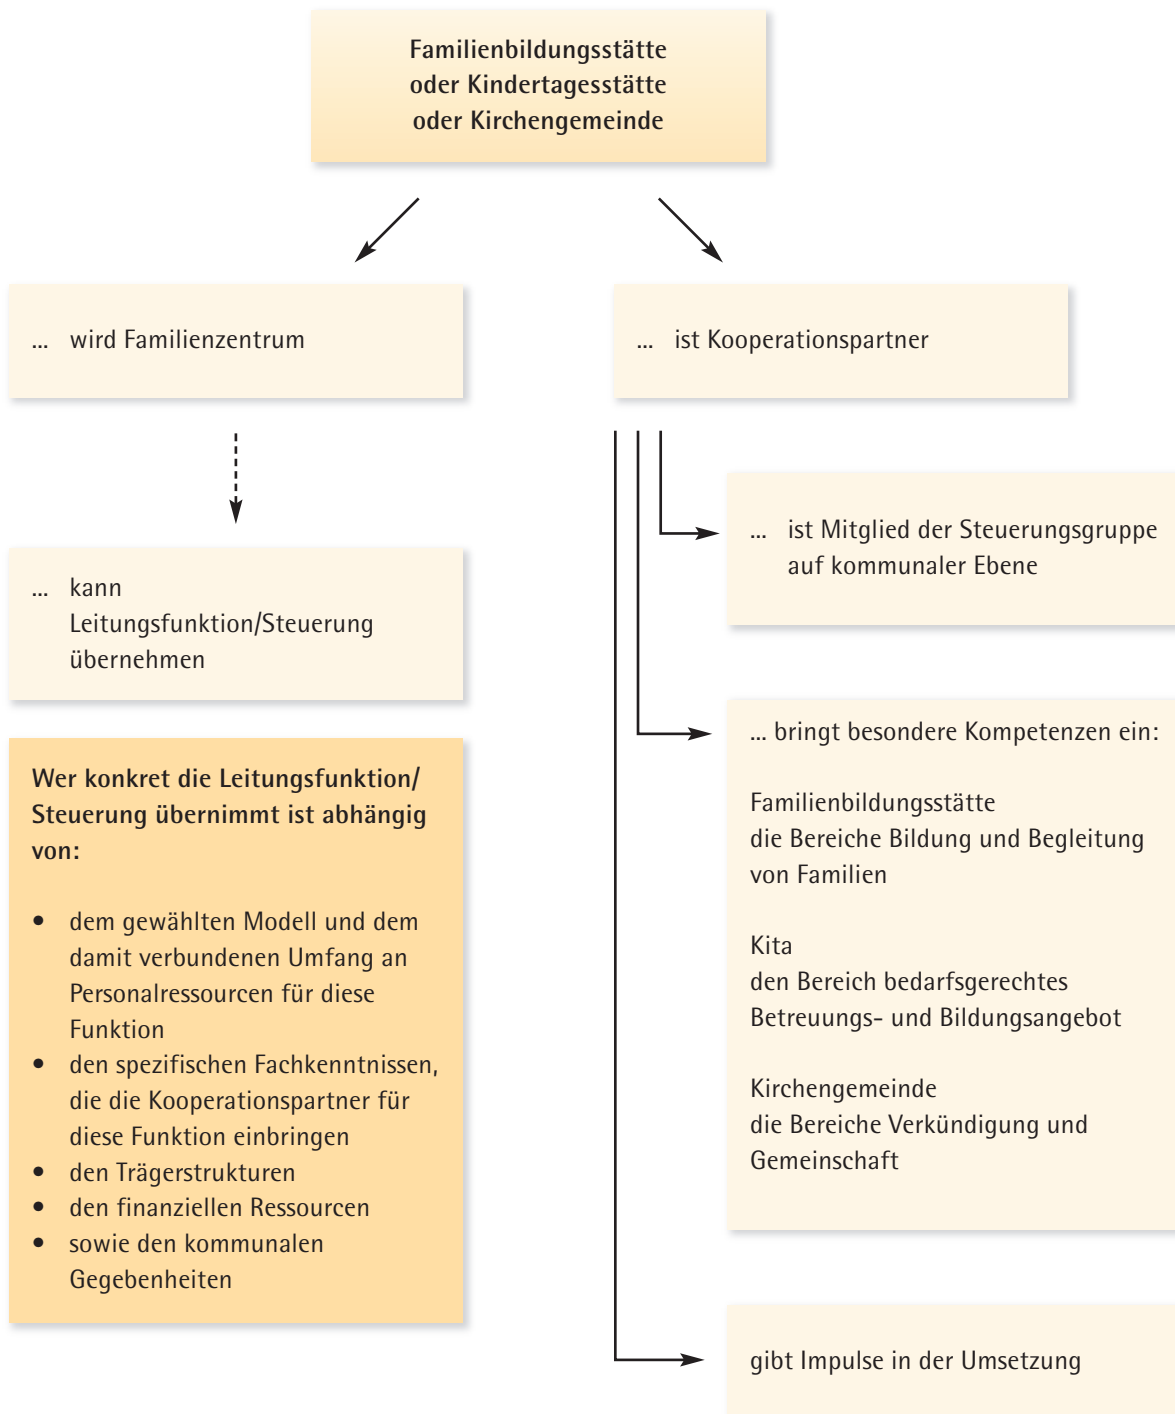 Familienbildungsstätte
oder Kindertagesstätte
oder Kirchengemeinde
... wird Familienzentrum
... kann
Leitungsfunktion/Steuerung
übernehmen
Wer konkret die Leitungsfunktion/
Steuerung übernimmt ist abhängig
von:
• dem gewählten Modell und dem
damit verbundenen Umfang an
Personalressourcen für diese
Funktion
• den spezifischen Fachkenntnissen,
die die Kooperationspartner für
diese Funktion einbringen
• den Trägerstrukturen
• den finanziellen Ressourcen
• sowie den kommunalen
Gegebenheiten
... ist Kooperationspartner
... ist Mitglied der Steuerungsgruppe
auf kommunaler Ebene
... bringt besondere Kompetenzen ein:
Familienbildungsstätte
die Bereiche Bildung und Begleitung
von Familien
Kita
den Bereich bedarfsgerechtes
Betreuungs- und Bildungsangebot
Kirchengemeinde
die Bereiche Verkündigung und
Gemeinschaft
gibt Impulse in der Umsetzung